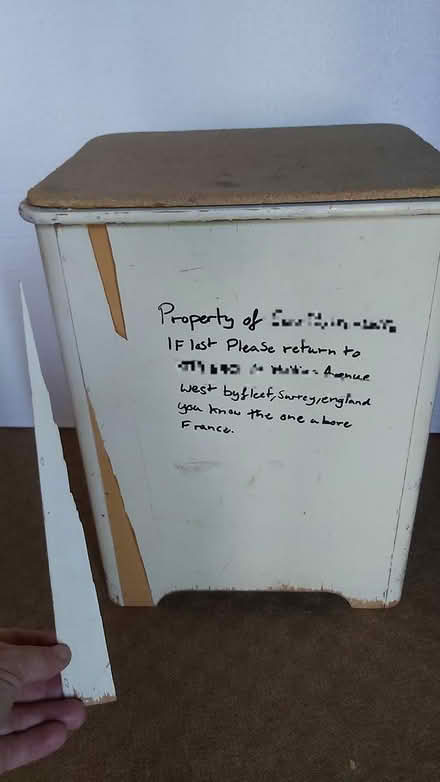 Property of
IF lost Please return to
Avenue
West byfleet, Surrey, england
you know the one above
France.